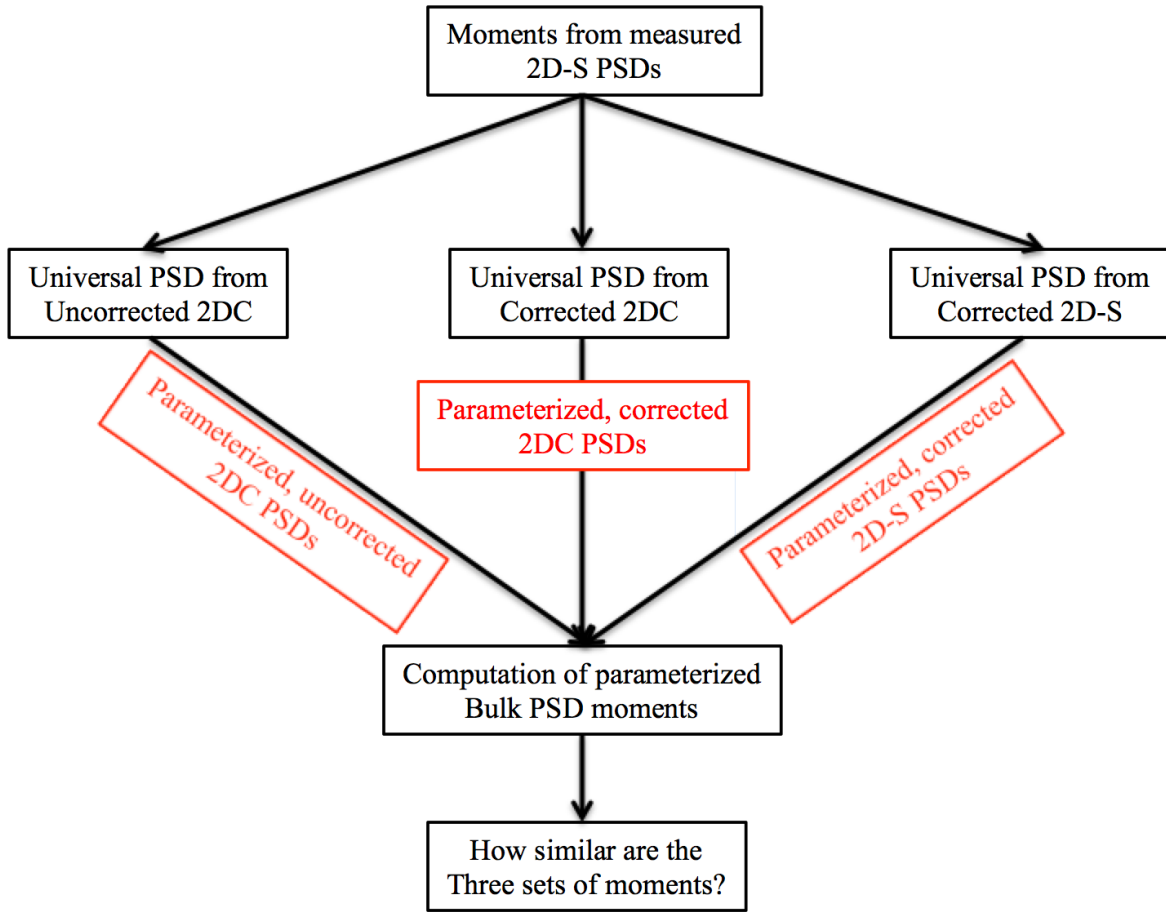 Moments from measured
2D-S PSDs
Universal PSD from
Uncorrected 2DC
Universal PSD from
Corrected 2DC
Universal PSD from
Corrected 2D-S
Parameterized, uncorrected
2DC PSDs
Parameterized, corrected
2DC PSDs
Parameterized, corrected
2D-S PSDs
Computation of parameterized
Bulk PSD moments
How similar are the
Three sets of moments?